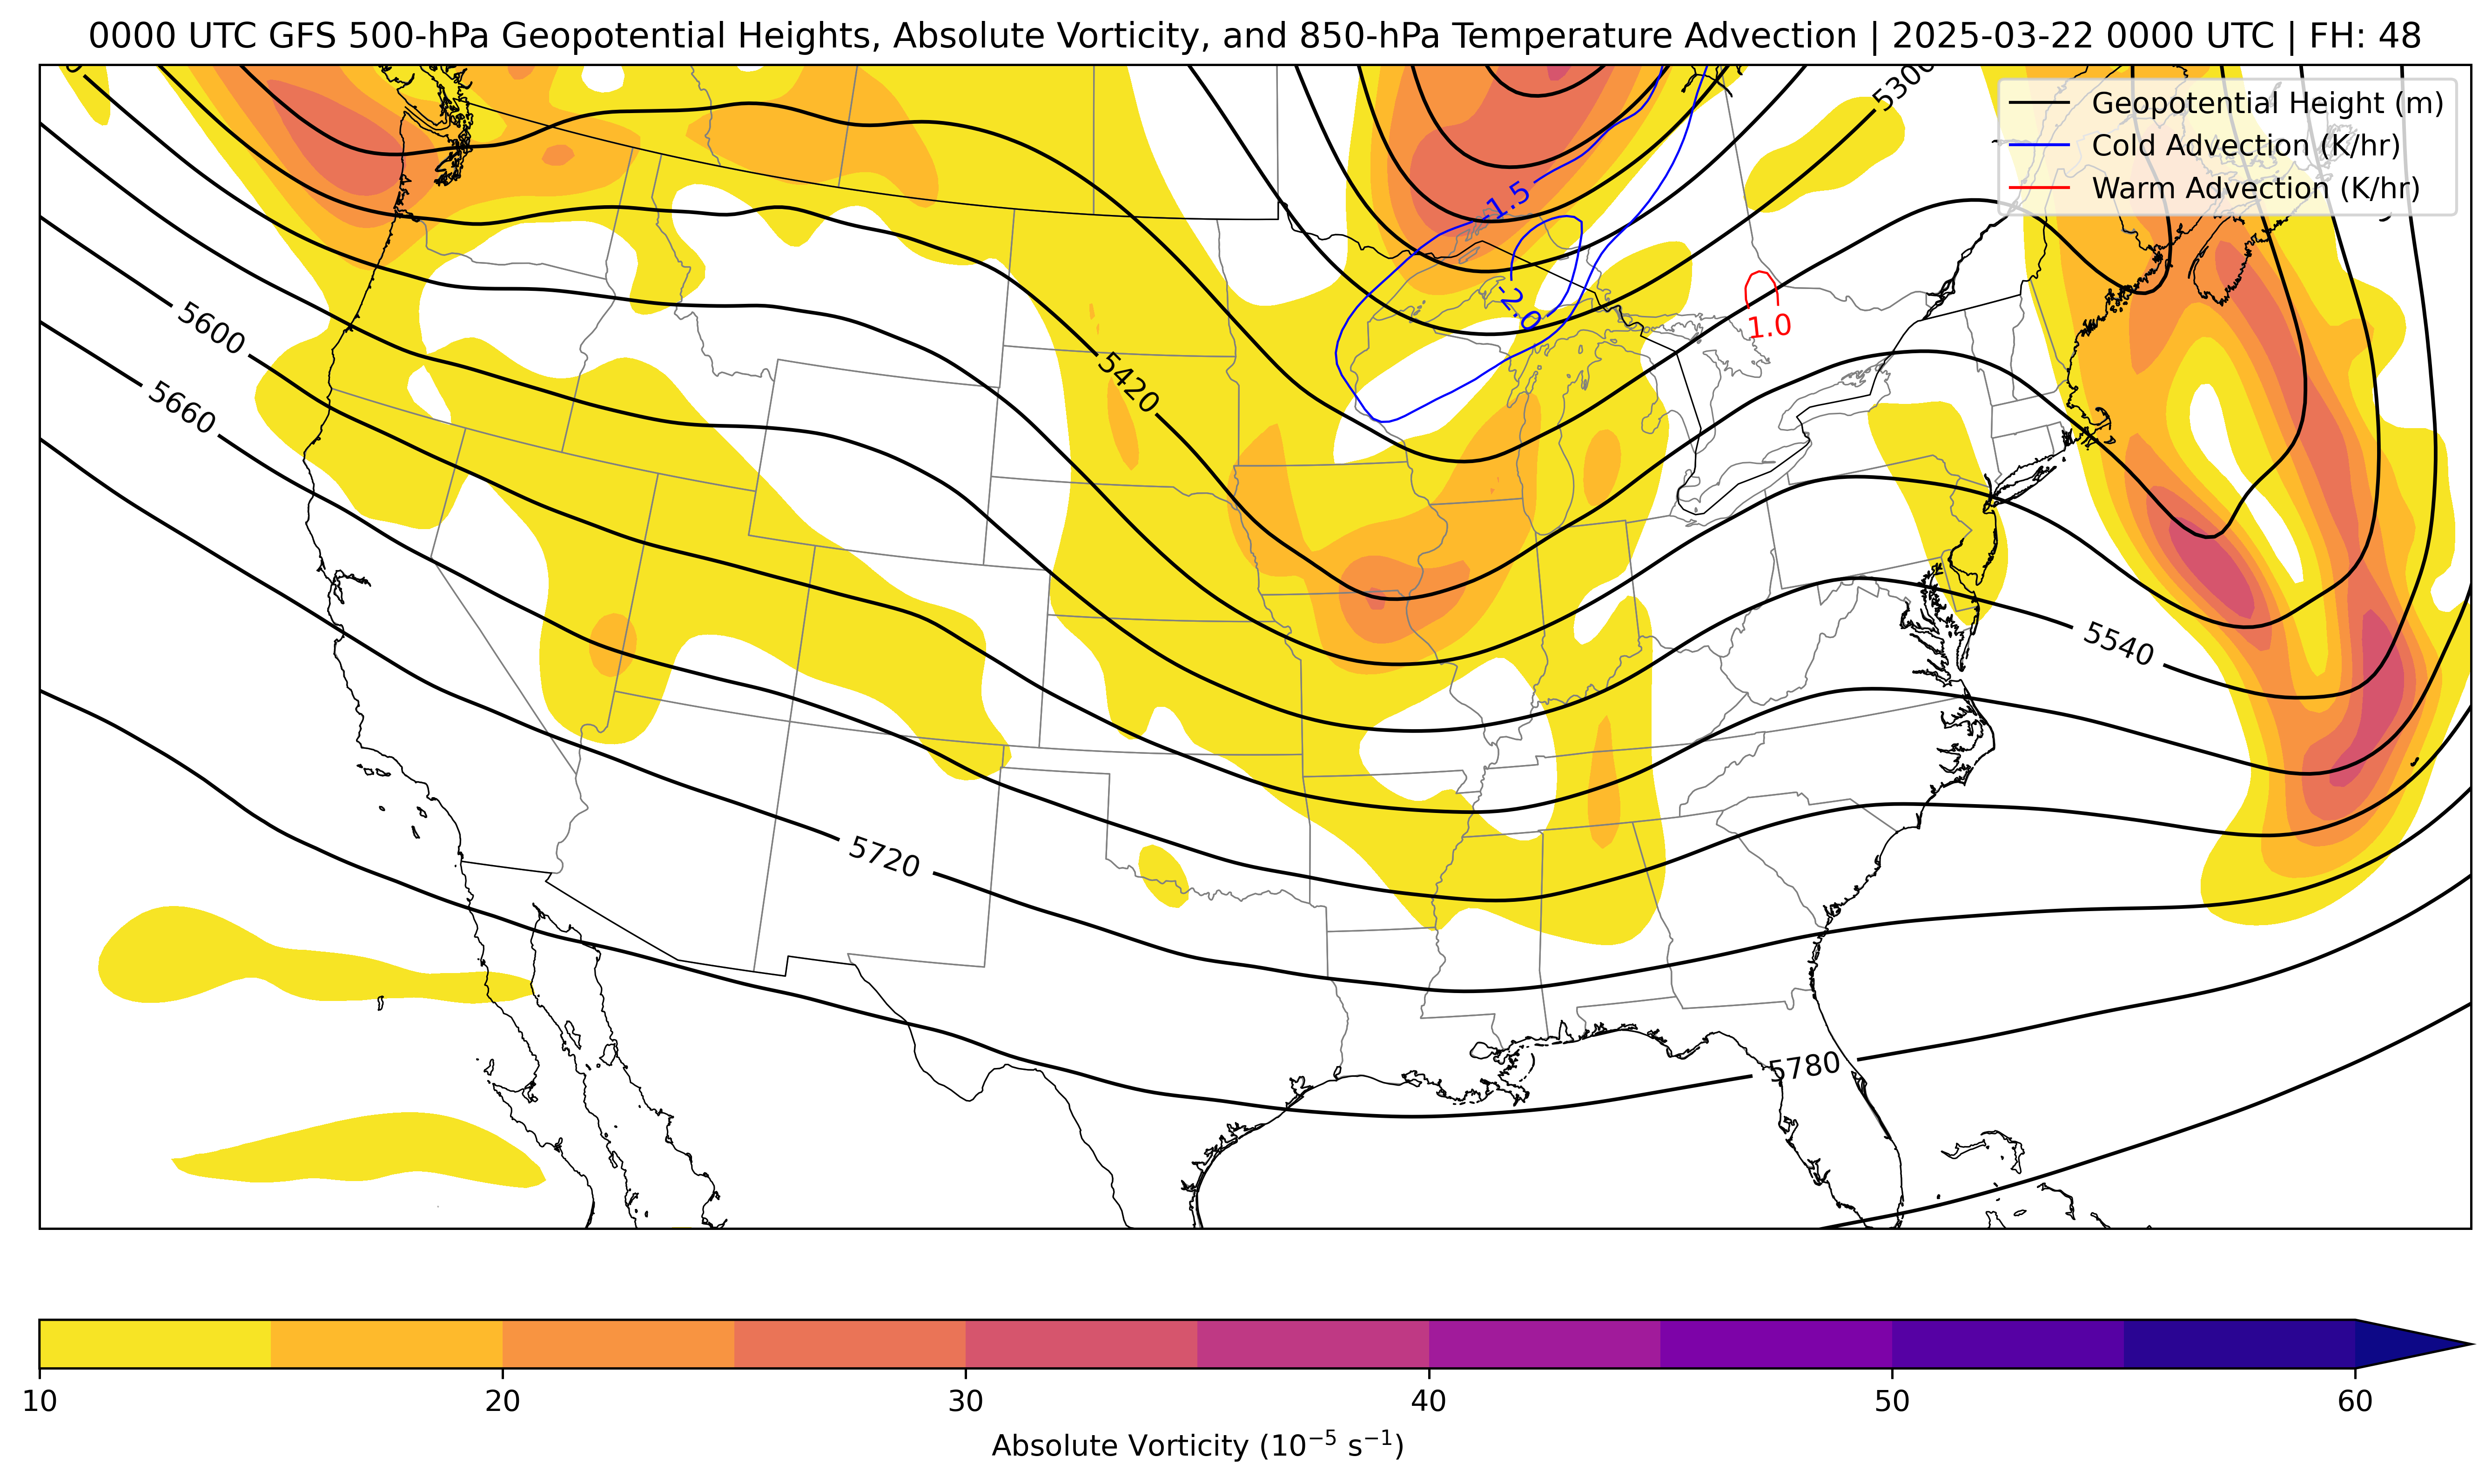 0000 UTC GFS 500-hPa Geopotential Heights, Absolute Vorticity, and 850-hPa Temperature Advection | 2025-03-22 0000 UTC | FH: 48
Geopotential Height (m)
Cold Advection (K/hr)
Warm Advection (K/hr)
5300
-1.5
-2.0
1.0
5600
5660
5420
5540
5720
5780
10 20 30 40 50 60
Absolute Vorticity (10⁻⁵ s⁻¹)